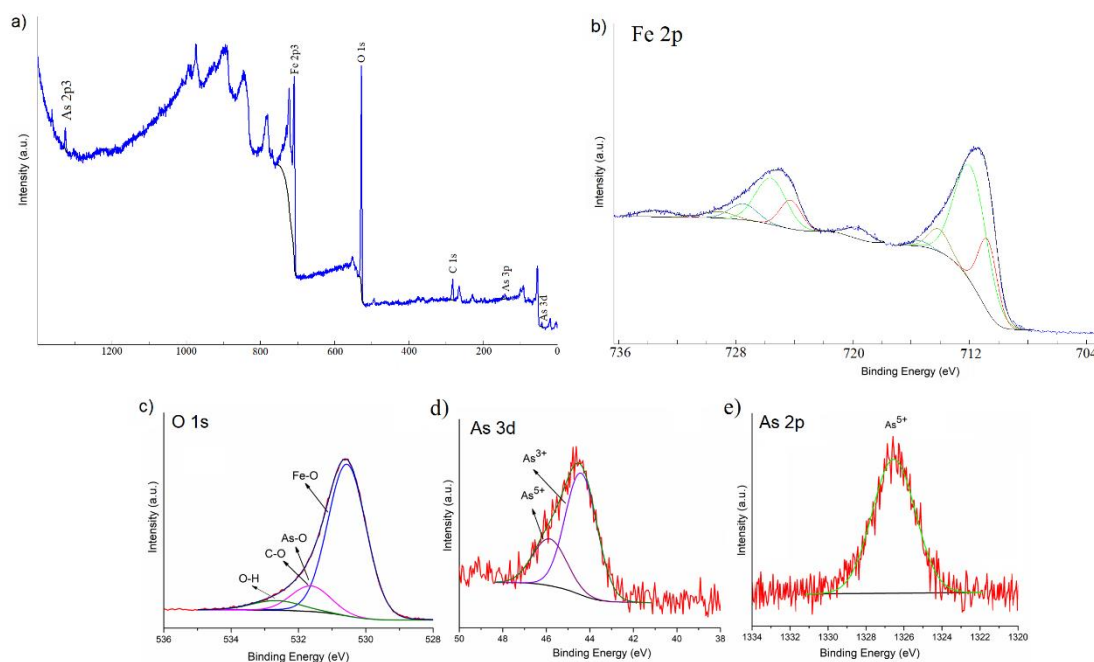 a)
Intensity (a.u.)
As 2p3
Fe 2p3
O 1s
C 1s
As 3p
As 3d
1200 1000 800 600 400 200 0
Binding Energy (eV)
b)
Fe 2p
Intensity (a.u.)
736 728 720 712 704
Binding Energy (eV)
c)
O 1s
Intensity (a.u.)
Fe-O
As-O
C-O
O-H
536 534 532 530 528
Binding Energy (eV)
d)
As 3d
Intensity (a.u.)
As3+
As5+
50 48 46 44 42 40 38
Binding Energy (eV)
e)
As 2p
Intensity (a.u.)
As5+
1334 1332 1330 1328 1326 1324 1322 1320
Binding Energy (eV)